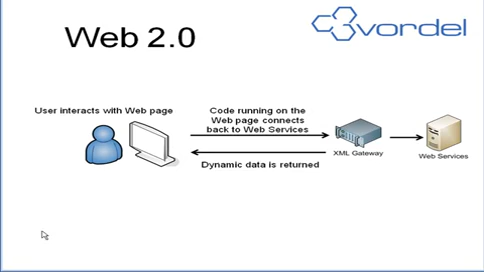 Web 2.0
vordel
User interacts with Web page
Code running on the
Web page connects
back to Web Services
Dynamic data is returned
XML Gateway
Web Services